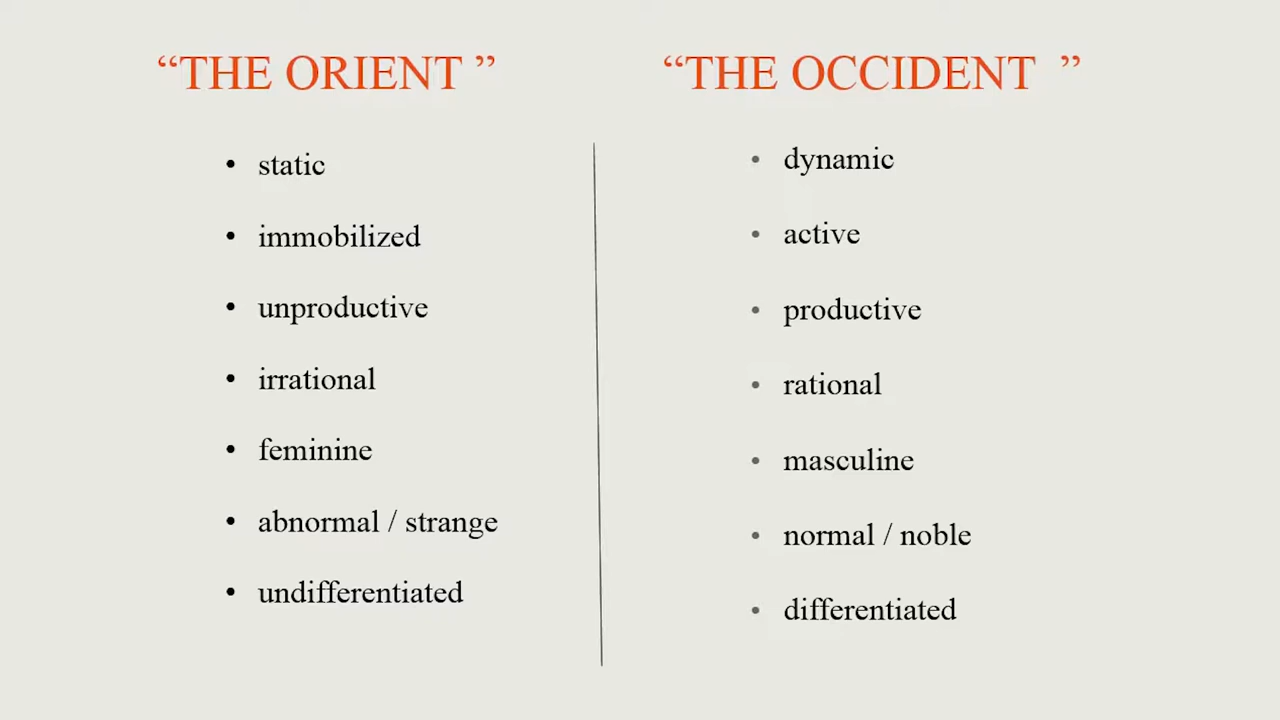 “THE ORIENT ”
• static
• immobilized
• unproductive
• irrational
• feminine
• abnormal / strange
• undifferentiated
“THE OCCIDENT ”
• dynamic
• active
• productive
• rational
• masculine
• normal / noble
• differentiated